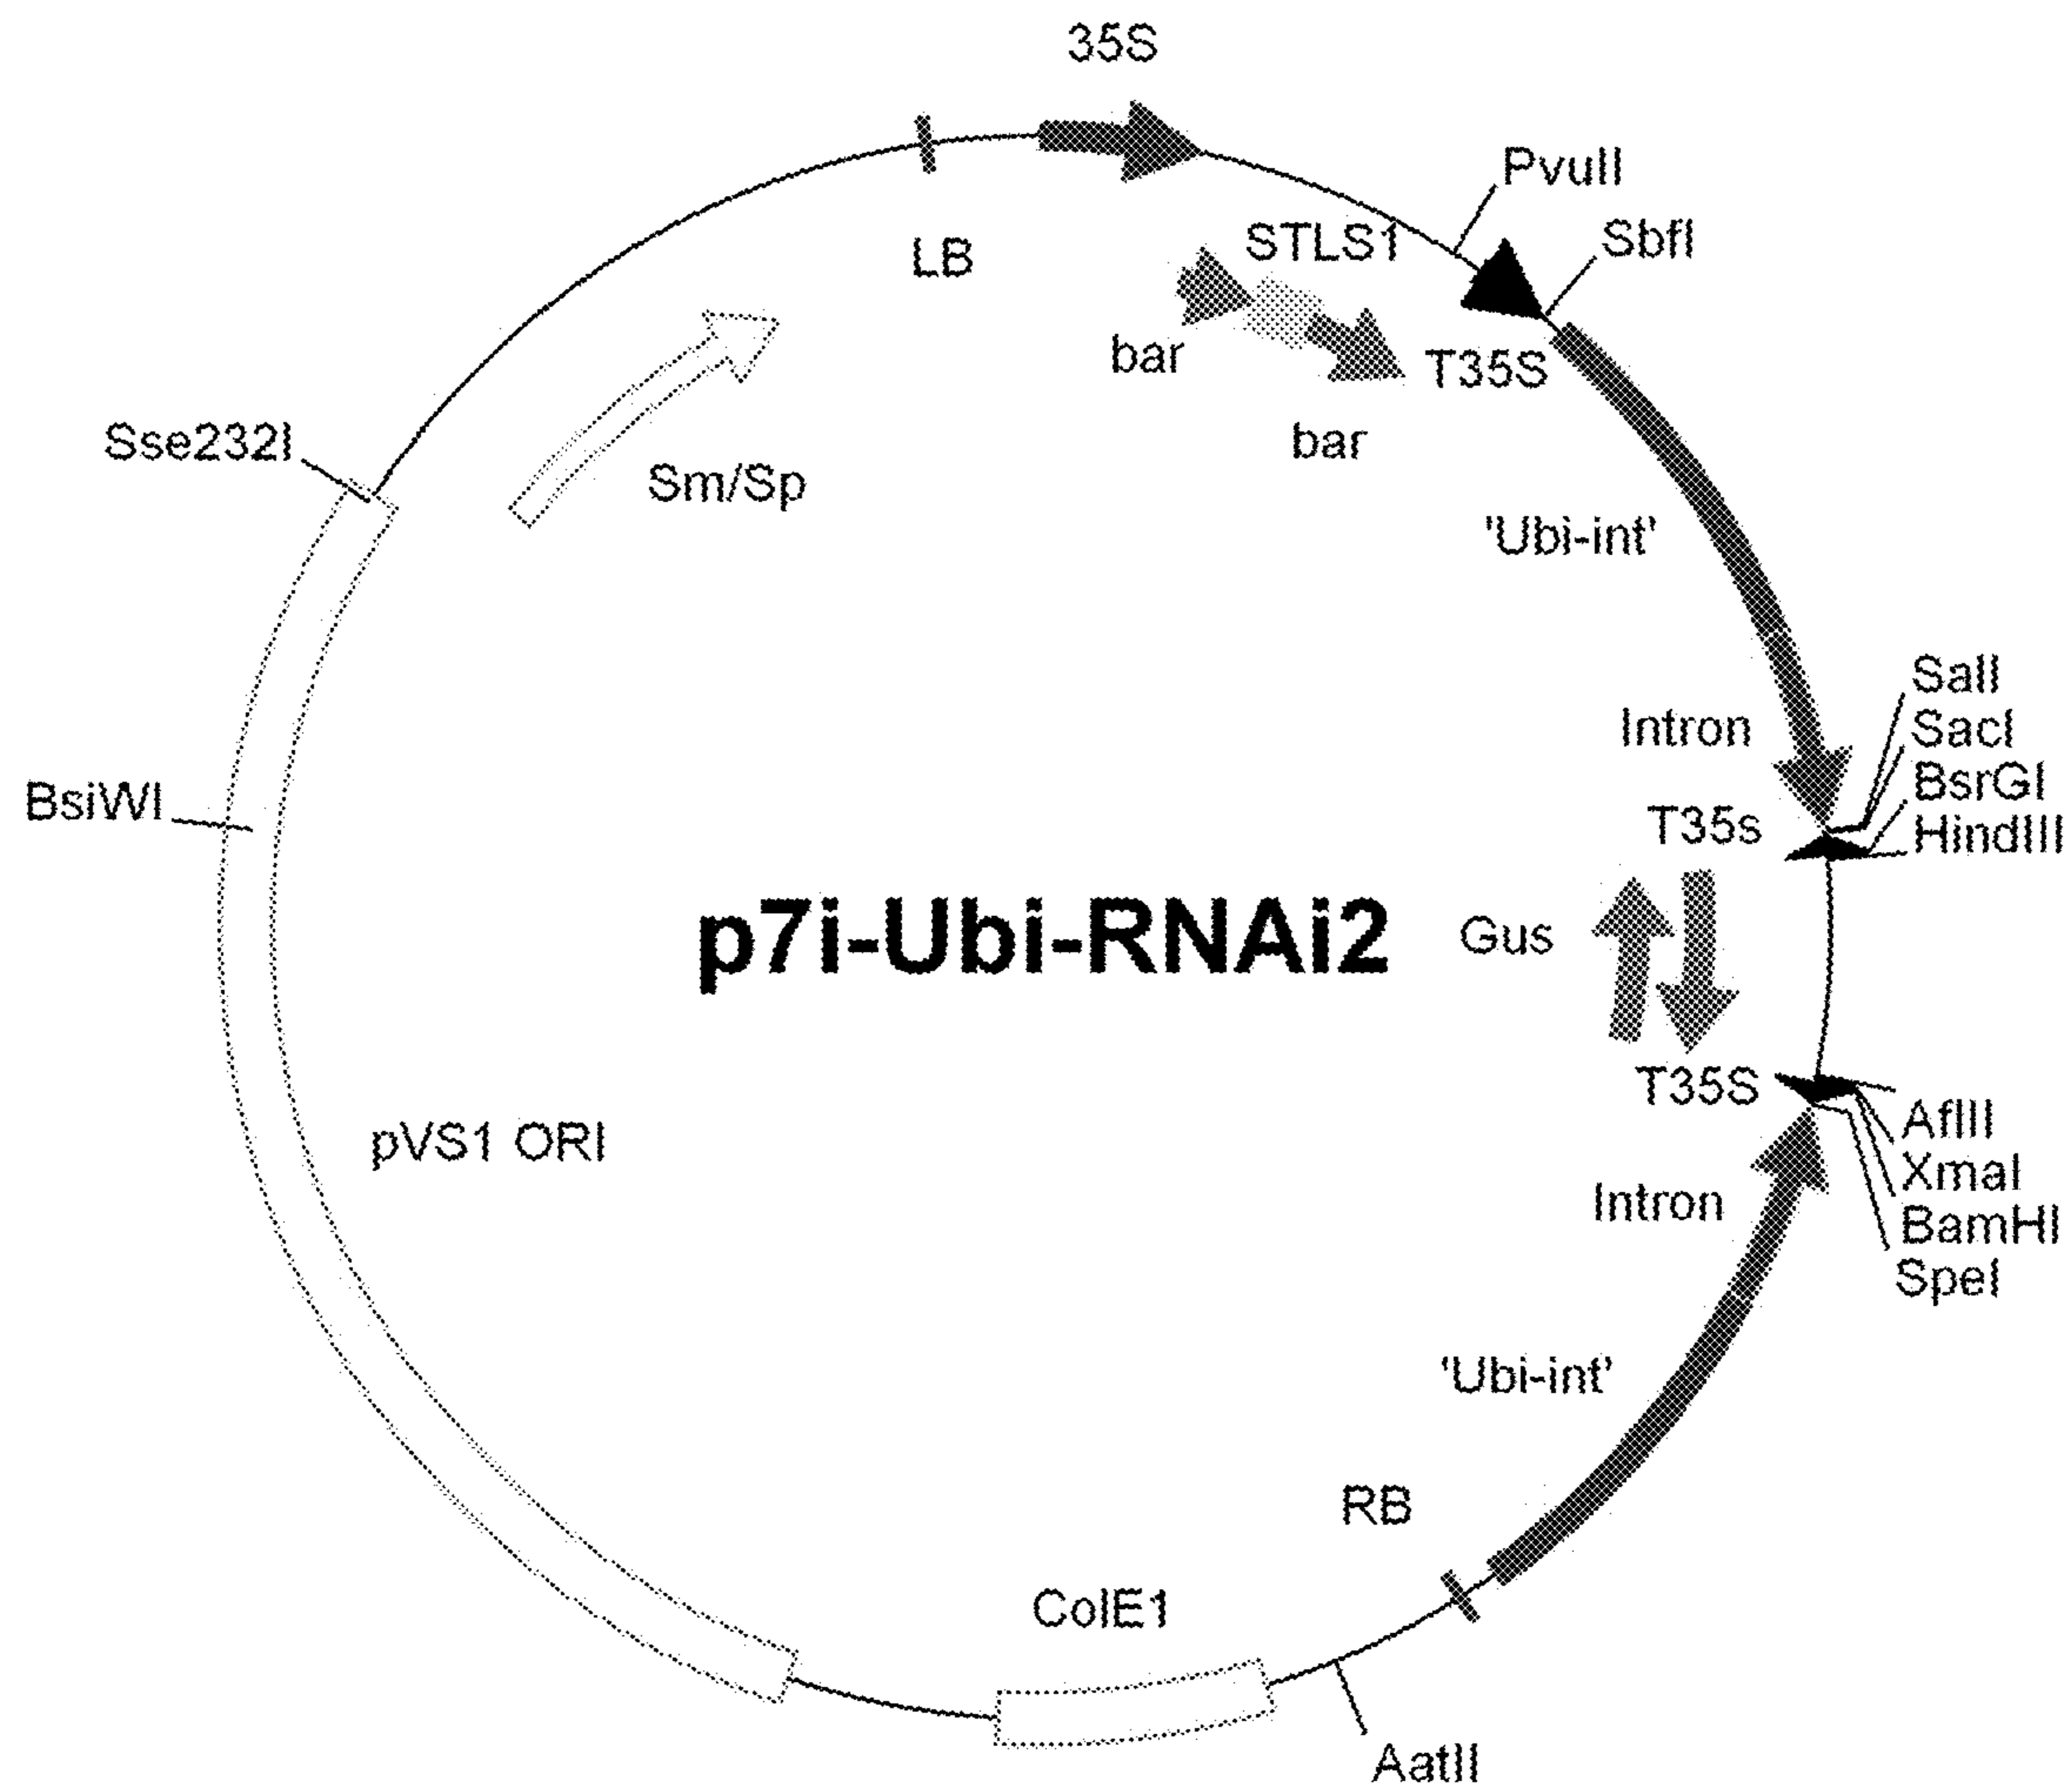 35S
PvuII
STLS1
SbfI
LB
bar
T35S
bar
Sse232I
Sm/Sp
'Ubi-int'
SalI
Intron
SacI
BsrGI
BsiWI
T35s
HindIII
p7i-Ubi-RNAi2
Gus
T35S
AflII
pVS1 ORI
XmaI
Intron
BamHI
SpeI
'Ubi-int'
RB
ColE1
AatII